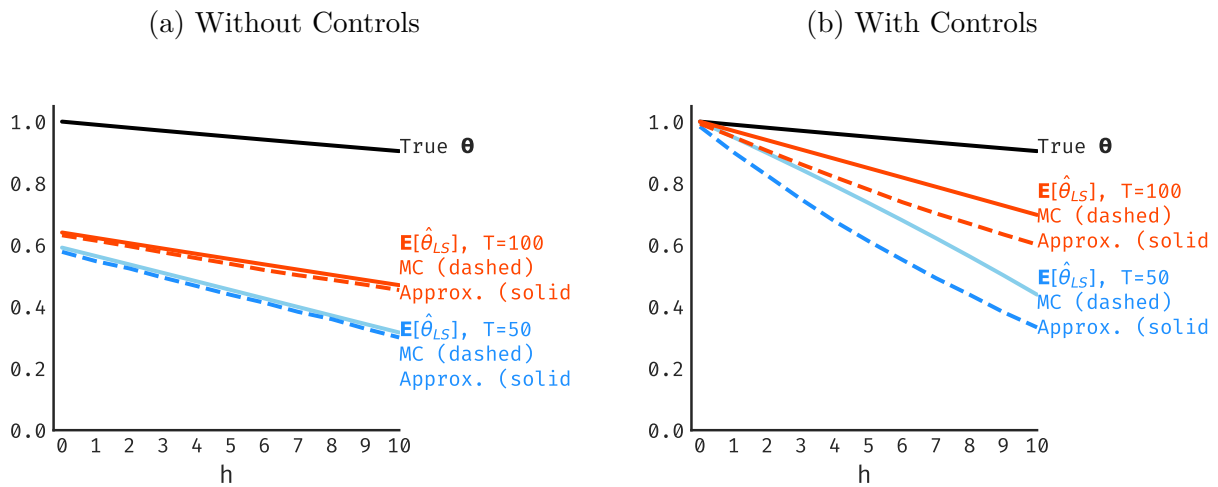 (a) Without Controls
1.0
0.8
0.6
0.4
0.2
0.0
0 1 2 3 4 5 6 7 8 9 10
h
True θ
E[θ̂_LS], T=100
MC (dashed)
Approx. (solid
E[θ̂_LS], T=50
MC (dashed)
Approx. (solid
(b) With Controls
1.0
0.8
0.6
0.4
0.2
0.0
0 1 2 3 4 5 6 7 8 9 10
h
True θ
E[θ̂_LS], T=100
MC (dashed)
Approx. (solid
E[θ̂_LS], T=50
MC (dashed)
Approx. (solid